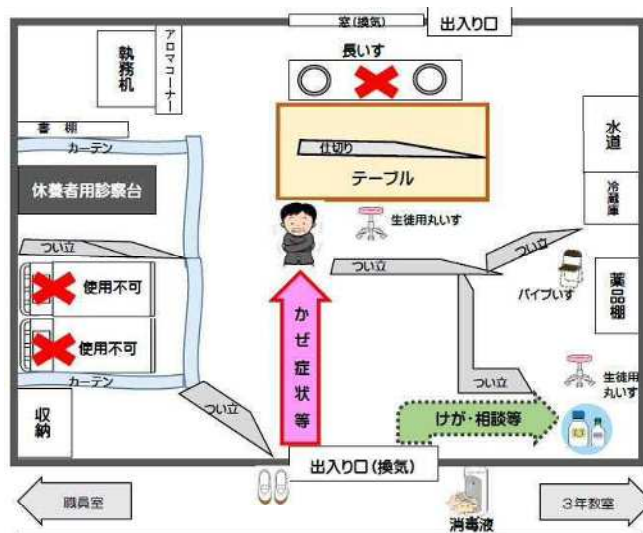 窓(換気)
出入り口
長いす
執務机
アロマコーナー
書 棚
カーテン
仕切り
テーブル
水道
冷蔵庫
休養者用診察台
生徒用丸いす
つい立
つい立
つい立
パイプいす
薬品棚
使用不可
使用不可
かぜ症状等
カーテン
つい立
つい立
生徒用
丸いす
収納
けが・相談等
出入り口(換気)
職員室
消毒液
3年教室